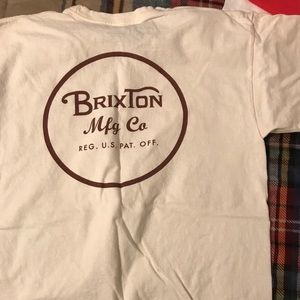 BRIXTON
Mfg Co
REG. U.S. PAT. OFF.